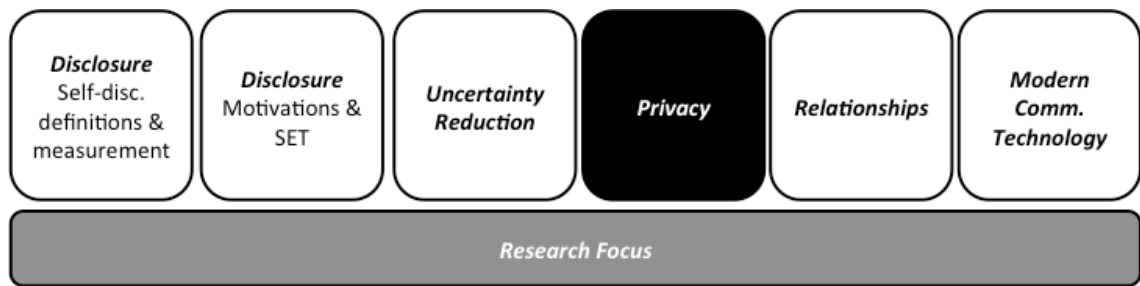 Disclosure
Self-disc.
definitions &
measurement
Disclosure
Motivations &
SET
Uncertainty
Reduction
Privacy
Relationships
Modern
Comm.
Technology
Research Focus